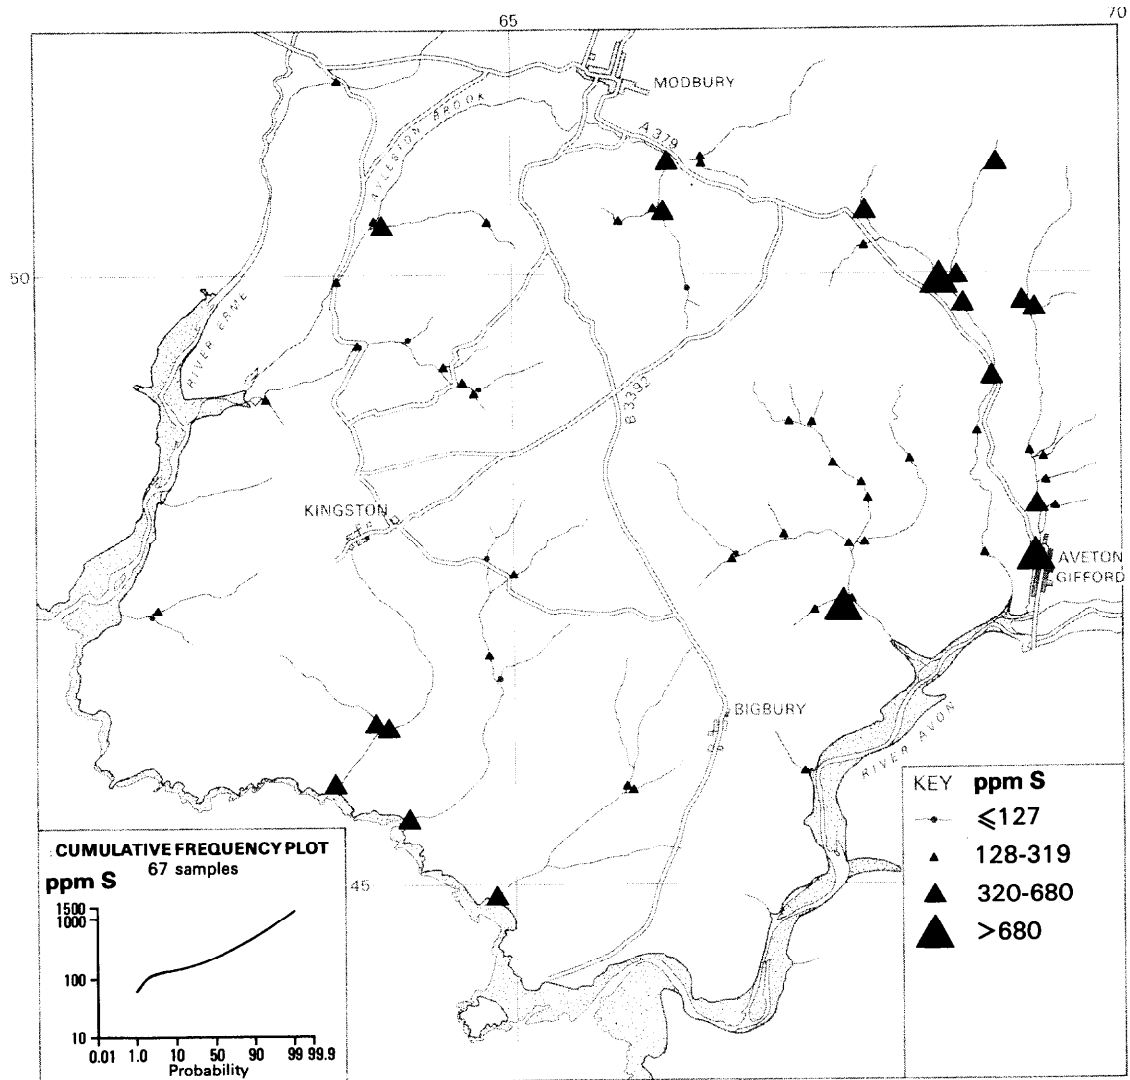 70
65
MODBURY
AYLESTON BROOK
A 379
50
RIVER ERME
B 3392
KINGSTON
AVETON
GIFFORD
BIGBURY
RIVER AVON
KEY ppm S
⩽127
128-319
320-680
>680
45
CUMULATIVE FREQUENCY PLOT
67 samples
ppm S
1500
1000
100
10
0.01 1.0 10 50 90 99 99.9
Probability